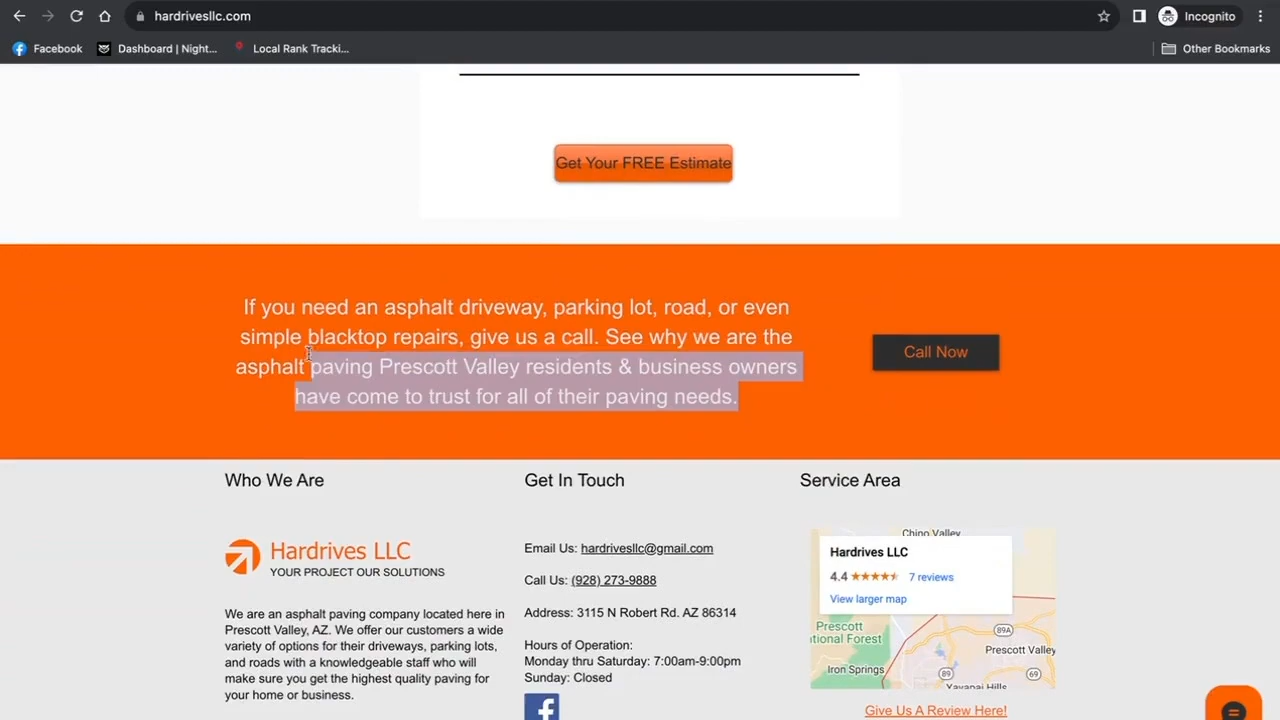 hardrivesllc.com
Incognito
Facebook
Dashboard | Night...
Local Rank Tracki...
Other Bookmarks
Get Your FREE Estimate
If you need an asphalt driveway, parking lot, road, or even
simple blacktop repairs, give us a call. See why we are the
asphalt paving Prescott Valley residents & business owners
have come to trust for all of their paving needs.
Call Now
Who We Are
Hardrives LLC
YOUR PROJECT OUR SOLUTIONS
We are an asphalt paving company located here in
Prescott Valley, AZ. We offer our customers a wide
variety of options for their driveways, parking lots,
and roads with a knowledgeable staff who will
make sure you get the highest quality paving for
your home or business.
Get In Touch
Email Us: hardrivesllc@gmail.com
Call Us: (928) 273-9888
Address: 3115 N Robert Rd. AZ 86314
Hours of Operation:
Monday thru Saturday: 7:00am-9:00pm
Sunday: Closed
Service Area
Chino Valley
Hardrives LLC
4.4 7 reviews
View larger map
Prescott
tional Forest
89A
Prescott Valley
Iron Springs
89
69
Yavapai Hills
Give Us A Review Here!